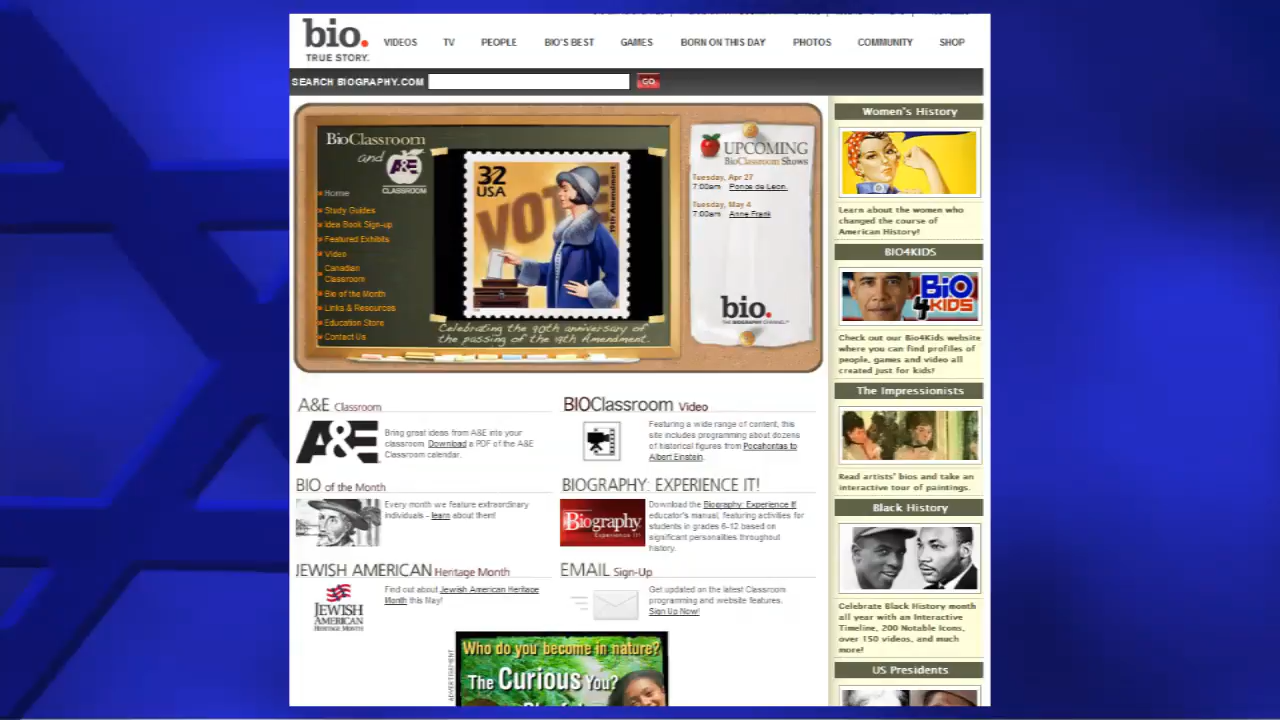 bio.
TRUE STORY.
VIDEOS TV PEOPLE BIO'S BEST GAMES BORN ON THIS DAY PHOTOS COMMUNITY SHOP
SEARCH BIOGRAPHY.COM GO
BioClassroom
and A&E
CLASSROOM
Home
Study Guides
Idea Book Sign-up
Featured Exhibits
Video
Canadian
Classroom
Bio of the Month
Links & Resources
Education Store
Contact Us
32
USA
VOTE
19th Amendment
Celebrating the 90th anniversary of
the passing of the 19th Amendment.
UPCOMING
BioClassroom Shows
Tuesday, Apr 27
7:00am Ponce de Leon.
Tuesday, May 4
7:00am Anne Frank
bio.
THE BIOGRAPHY CHANNEL
A&E Classroom
A&E
Bring great ideas from A&E into your
classroom. Download a PDF of the A&E
Classroom calendar.
BIOClassroom Video
Featuring a wide range of content, this
site includes programming about dozens
of historical figures from Pocahontas to
Albert Einstein.
BIO of the Month
Every month we feature extraordinary
individuals - learn about them!
BIOGRAPHY: EXPERIENCE IT!
Biography
Experience It!
Download the Biography: Experience It!
educator's manual, featuring activities for
students in grades 6-12 based on
significant personalities throughout
history.
JEWISH AMERICAN Heritage Month
JEWISH
AMERICAN
HERITAGE MONTH
Find out about Jewish American Heritage
Month this May!
EMAIL Sign-Up
Get updated on the latest Classroom
programming and website features.
Sign Up Now!
ADVERTISEMENT
Who do you become in nature?
The Curious You?
Women's History
Learn about the women who
changed the course of
American History!
BIO4KIDS
BIO
4KIDS
Check out our Bio4Kids website
where you can find profiles of
people, games and video all
created just for kids!
The Impressionists
Read artists' bios and take an
interactive tour of paintings.
Black History
Celebrate Black History month
all year with an Interactive
Timeline, 200 Notable Icons,
over 150 videos, and much
more!
US Presidents